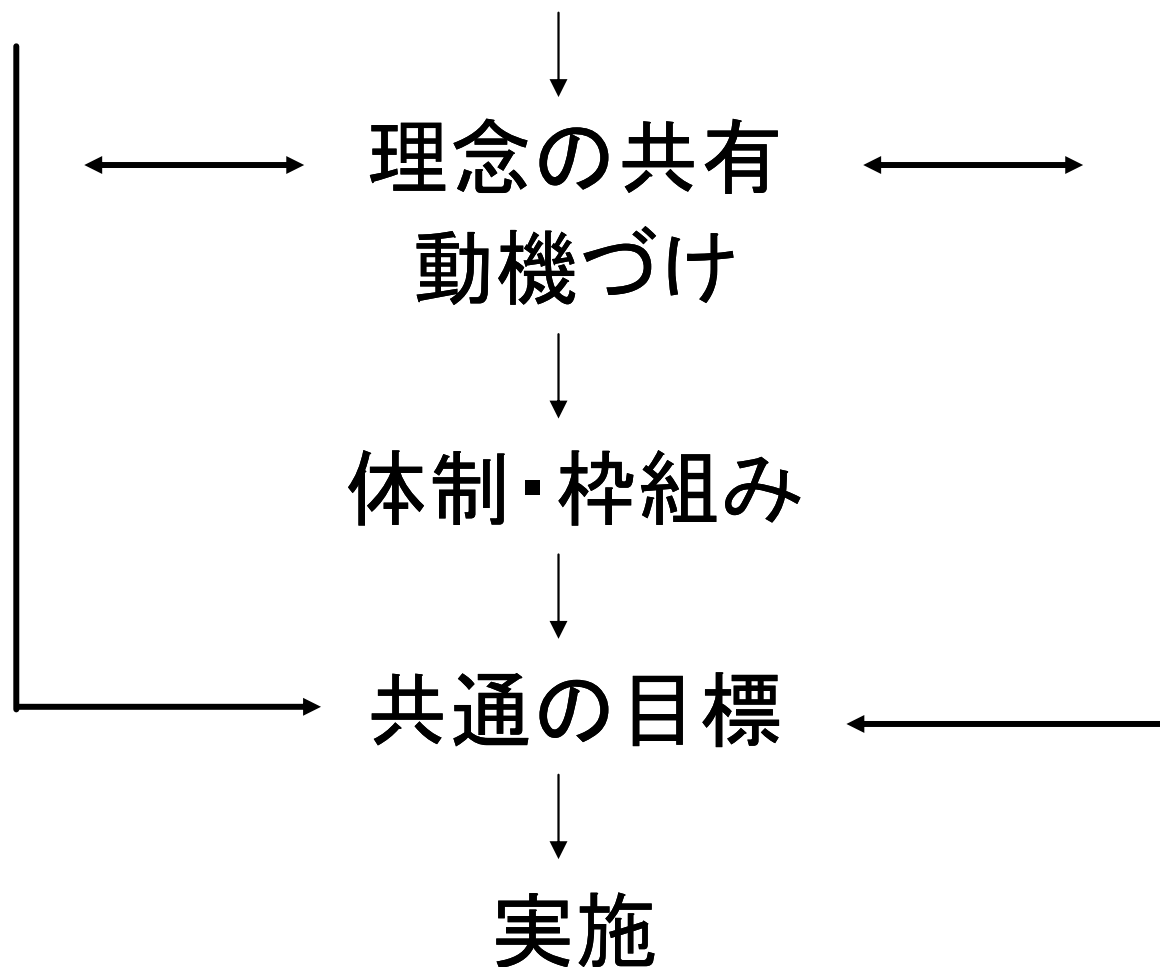 理念の共有
動機づけ
体制・枠組み
共通の目標
実施